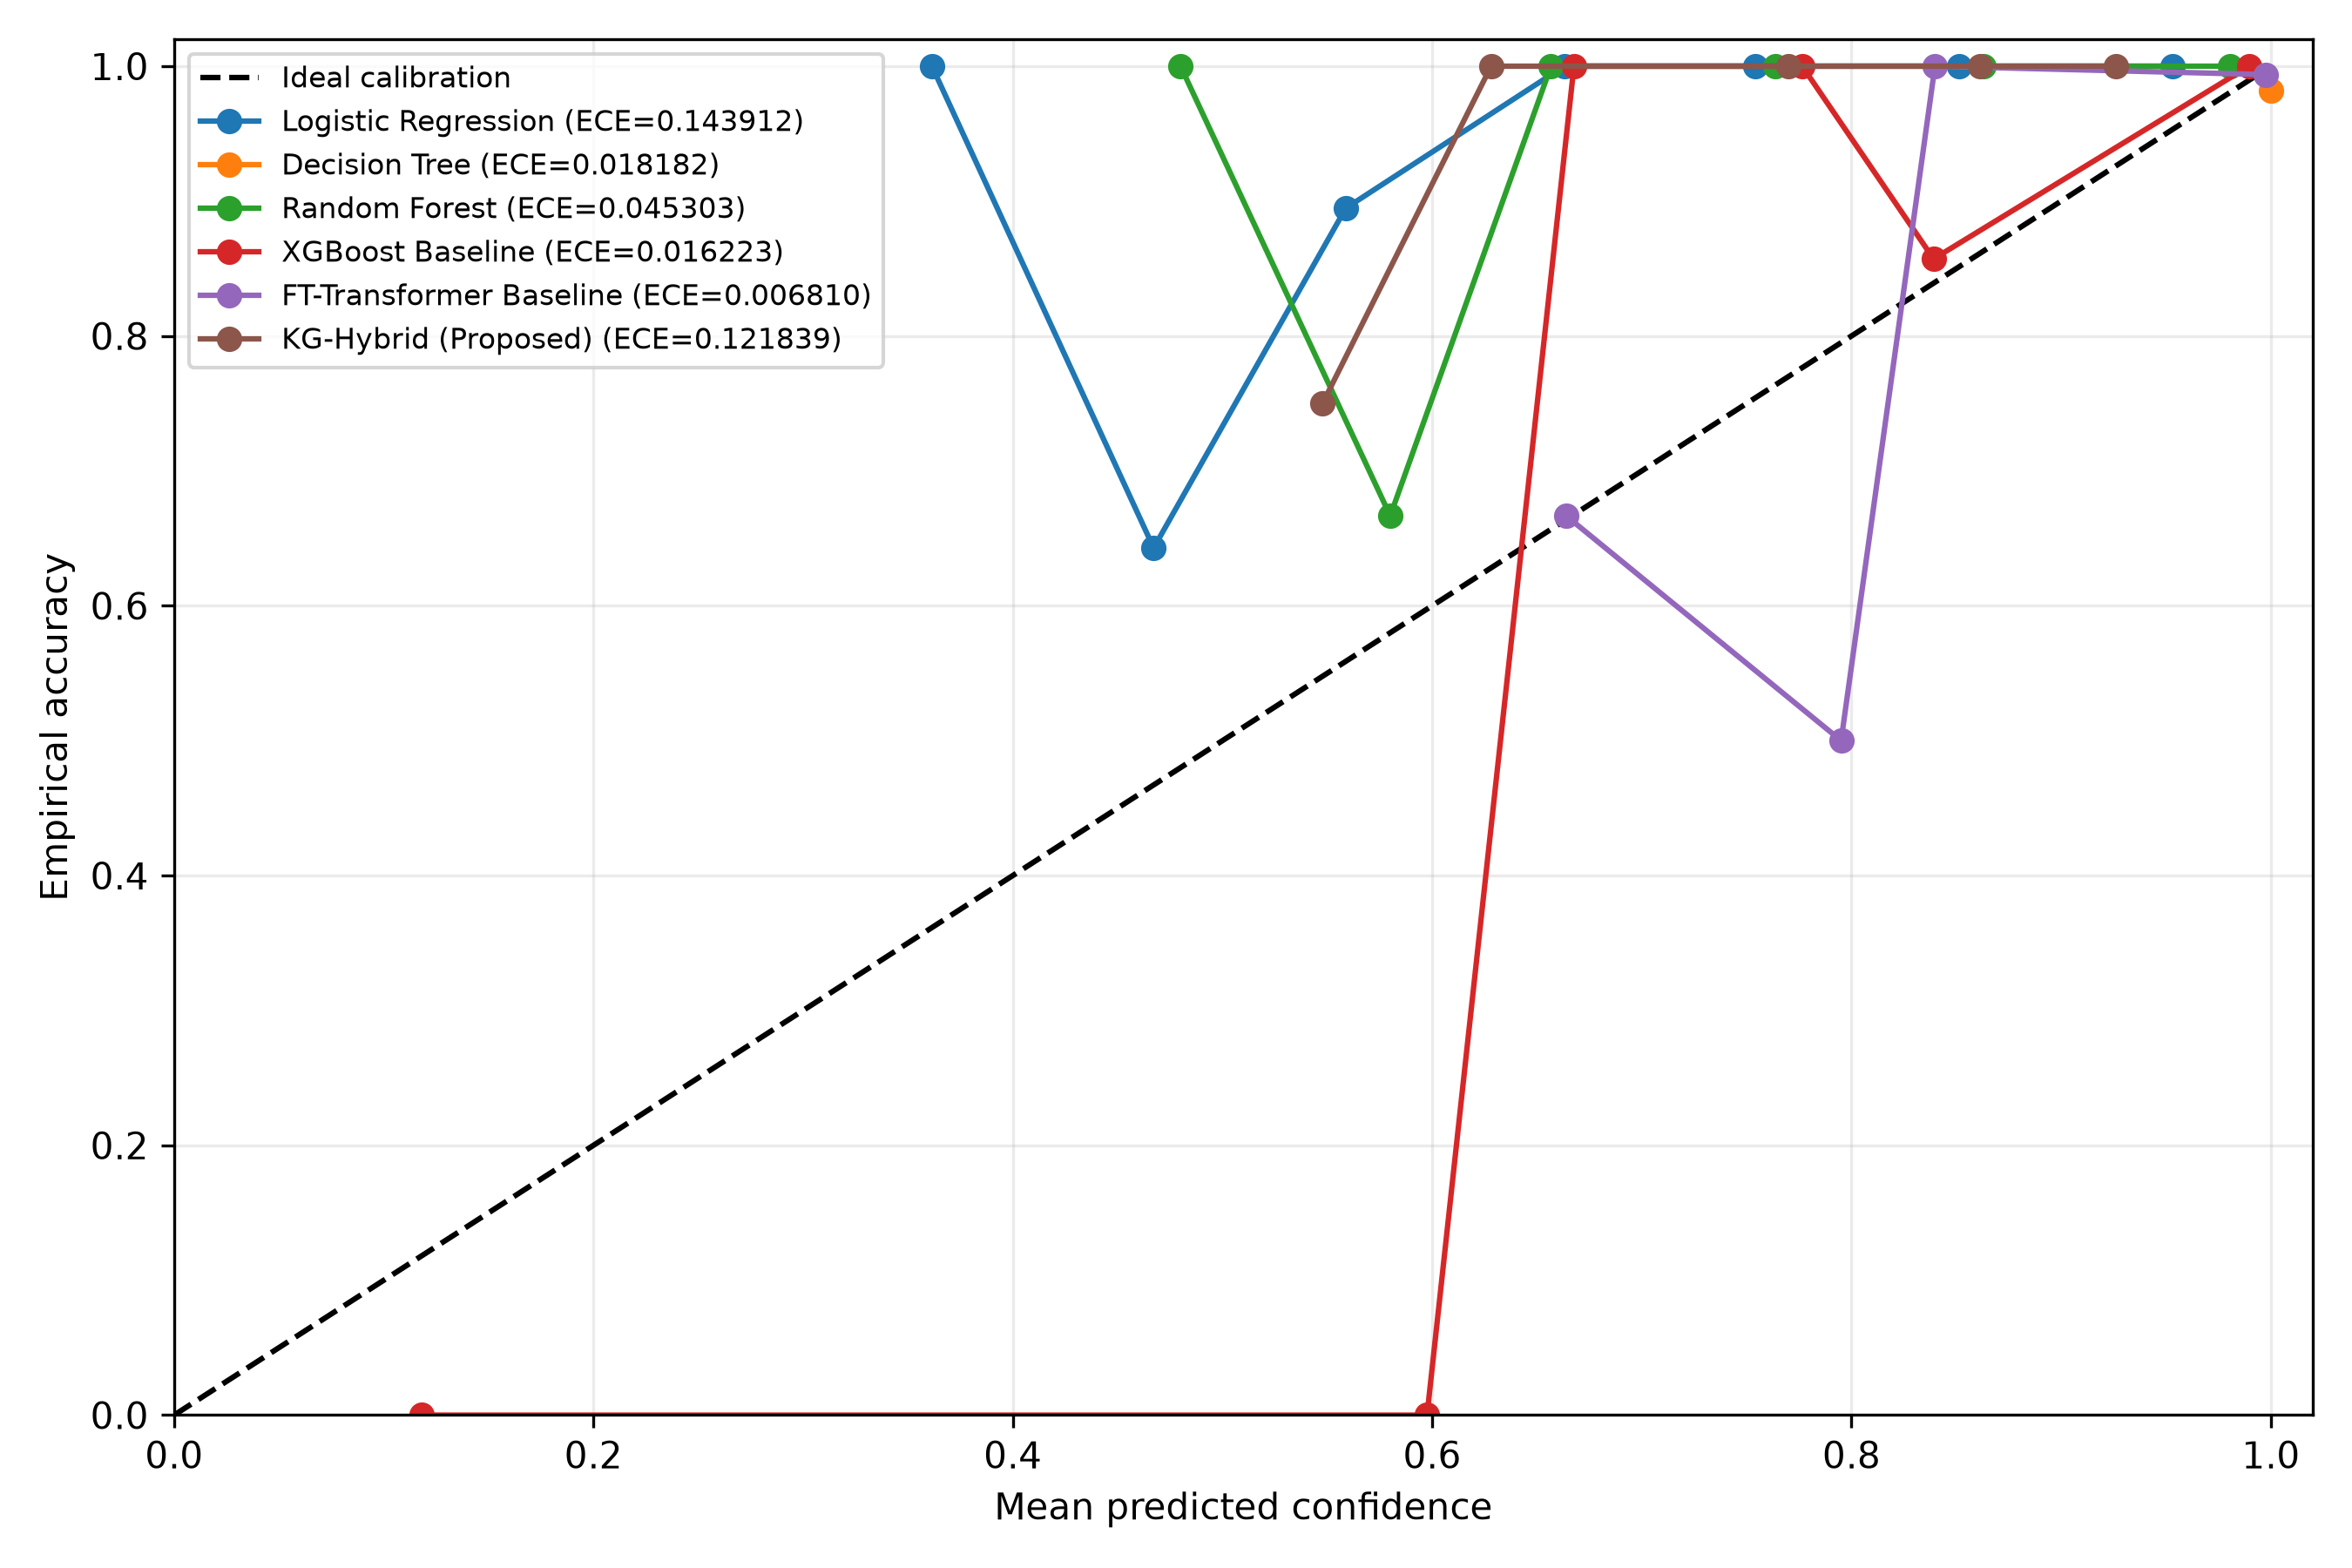 Ideal calibration
Logistic Regression (ECE=0.143912)
Decision Tree (ECE=0.018182)
Random Forest (ECE=0.045303)
XGBoost Baseline (ECE=0.016223)
FT-Transformer Baseline (ECE=0.006810)
KG-Hybrid (Proposed) (ECE=0.121839)
Empirical accuracy
1.0
0.8
0.6
0.4
0.2
0.0
0.0 0.2 0.4 0.6 0.8 1.0
Mean predicted confidence